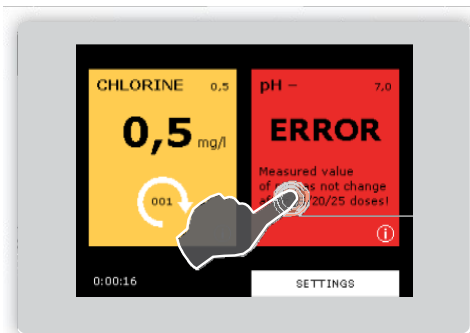 CHLORINE 0,5
0,5 mg/l
001
0:00:16
pH – 7,0
ERROR
Measured value
of not change
/20/25 doses!
i
SETTINGS